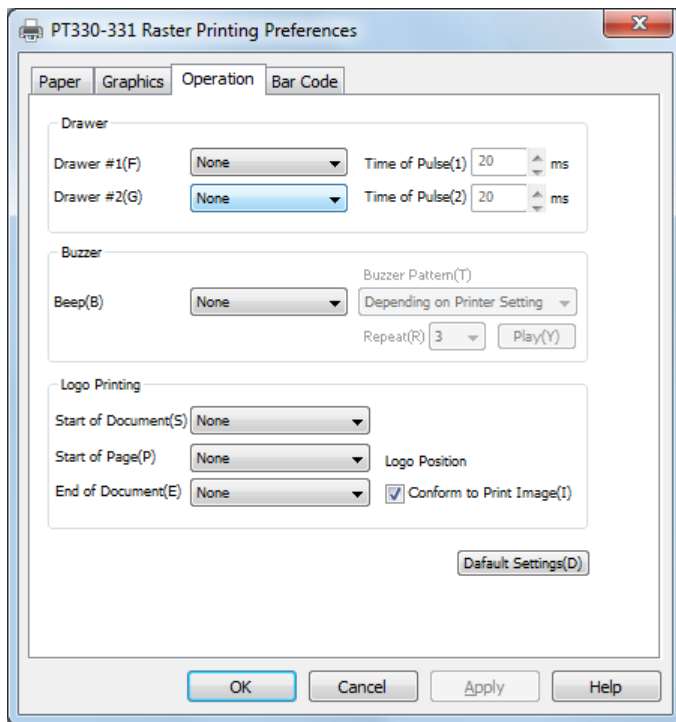 PT330-331 Raster Printing Preferences
x
Paper Graphics Operation Bar Code
Drawer
Drawer #1(F) None Time of Pulse(1) 20 ms
Drawer #2(G) None Time of Pulse(2) 20 ms
Buzzer
Buzzer Pattern(T)
Beep(B) None Depending on Printer Setting
Repeat(R) 3 Play(Y)
Logo Printing
Start of Document(S) None
Start of Page(P) None Logo Position
End of Document(E) None Conform to Print Image(I)
Dafault Settings(D)
OK Cancel Apply Help